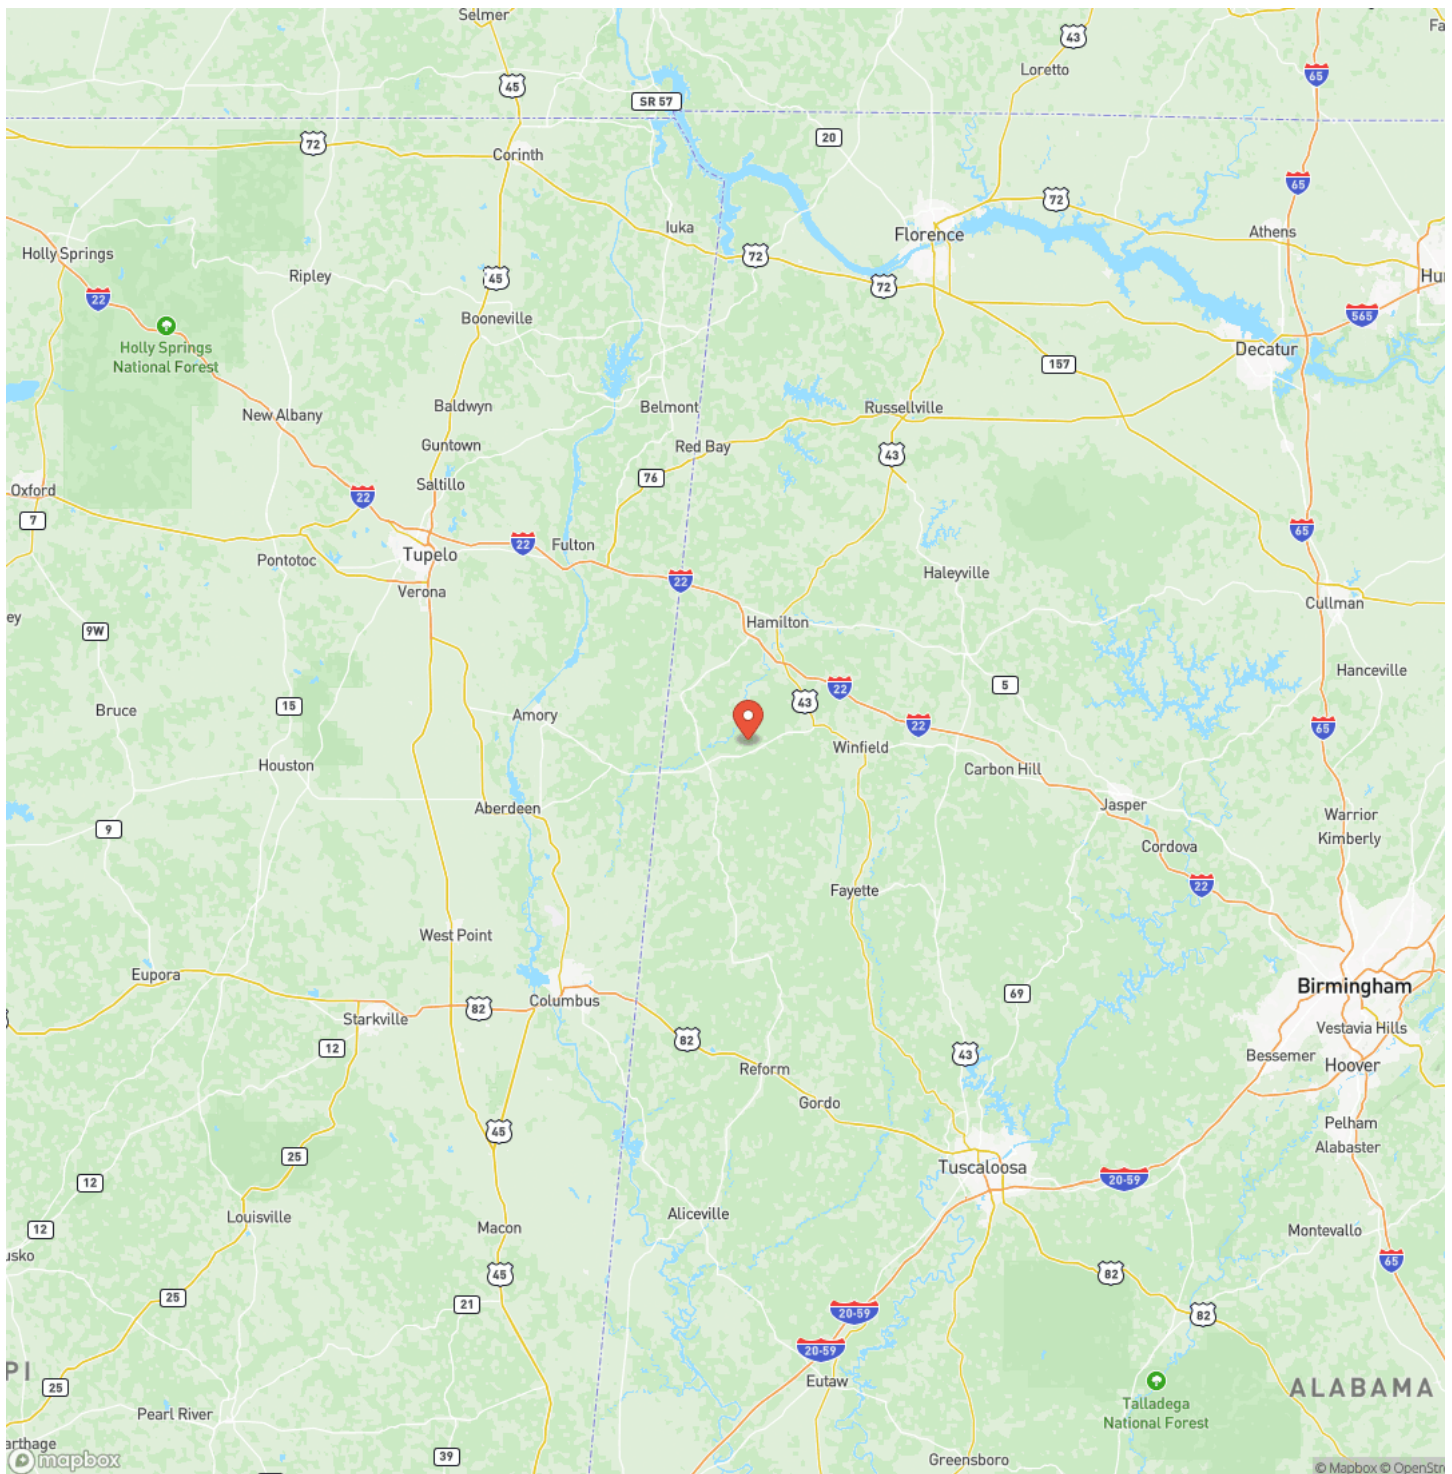 Selmer
43
Fa
Loretto
65
45
SR 57
72
20
Corinth
65
72
Iuka
Florence
Athens
Holly Springs
72
Ripley
45
72
Hu
22
565
Booneville
Holly Springs
National Forest
Decatur
157
New Albany
Baldwyn
Belmont
Russellville
Guntown
Red Bay
43
76
Saltillo
Oxford
22
7
65
Tupelo
22
Fulton
Pontotoc
Haleyville
22
Verona
Cullman
ey
9W
Hamilton
Hanceville
5
22
15
Bruce
Amory
43
22
65
Winfield
Houston
Carbon Hill
Aberdeen
Jasper
Warrior
9
Kimberly
Cordova
22
Fayette
West Point
Eupora
Birmingham
69
Columbus
82
Starkville
Vestavia Hills
12
82
43
Bessemer
Hoover
Reform
Gordo
45
Pelham
Alabaster
25
Tuscaloosa
20-59
12
Aliceville
Louisville
12
Macon
Montevallo
usko
65
45
82
25
21
20-59
82
20-59
PI
25
Eutaw
ALABAMA
Talladega
National Forest
Pearl River
arthage
39
Greensboro
mapbox
© Mapbox © OpenStr